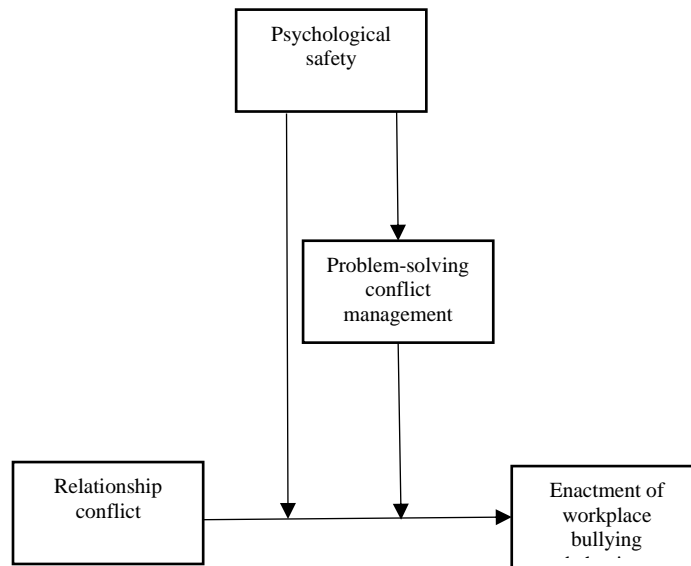 Psychological
safety
Problem-solving
conflict
management
Relationship
conflict
Enactment of
workplace
bullying